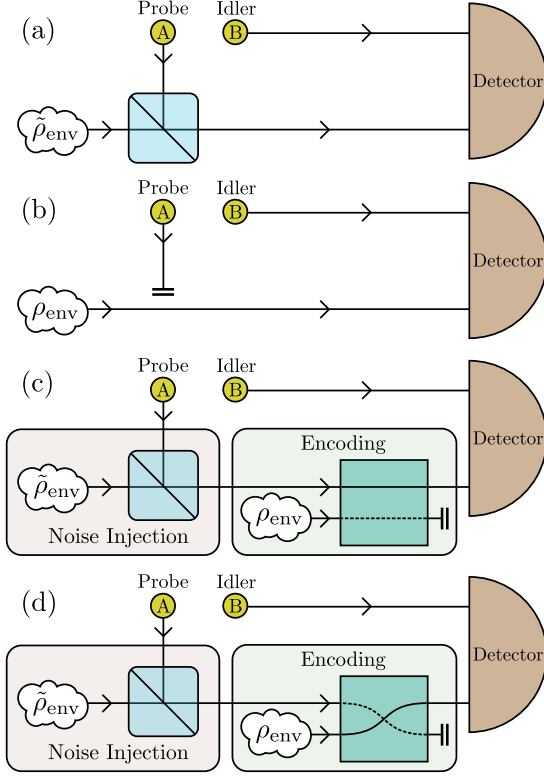 (a)
Probe
Idler
A
B
Detector
ρ̃env
(b)
Probe
Idler
A
B
Detector
ρenv
(c)
Probe
Idler
A
B
Detector
Encoding
ρ̃env
ρenv
Noise Injection
(d)
Probe
Idler
A
B
Detector
Encoding
ρ̃env
ρenv
Noise Injection